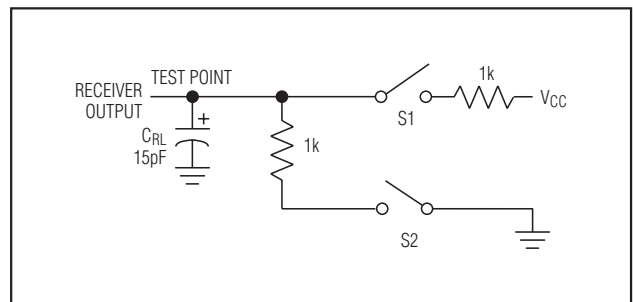 TEST POINT
RECEIVER
OUTPUT
+
CRL
15pF
1k
S1
1k
VCC
S2